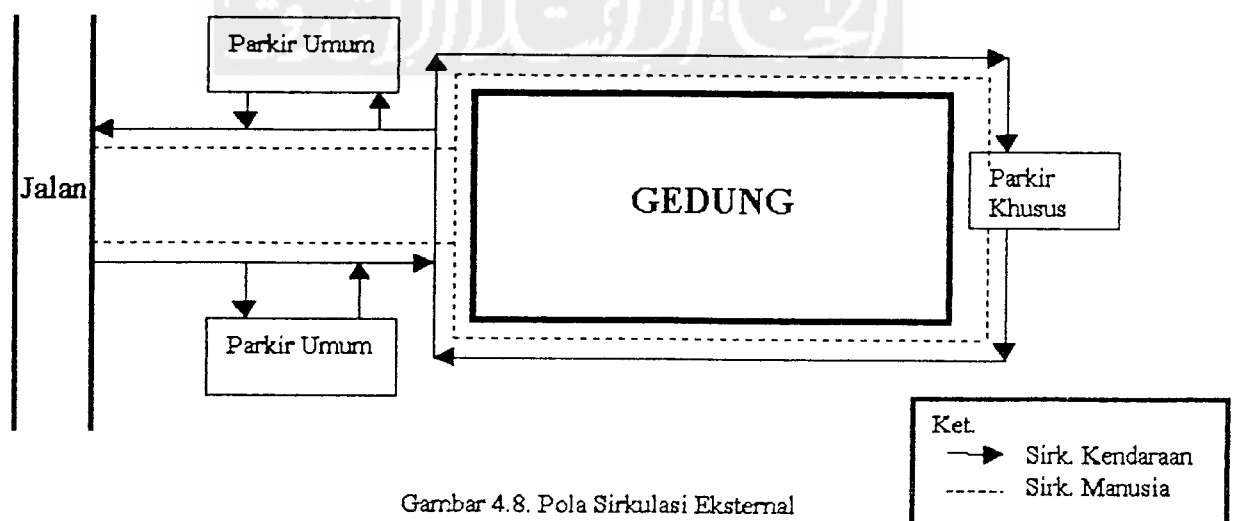 Parkir Umum
Jalan
GEDUNG
Parkir
Khusus
Parkir Umum
Ket.
Sirk. Kendaraan
Sirk. Manusia
Gambar 4.8. Pola Sirkulasi Eksternal